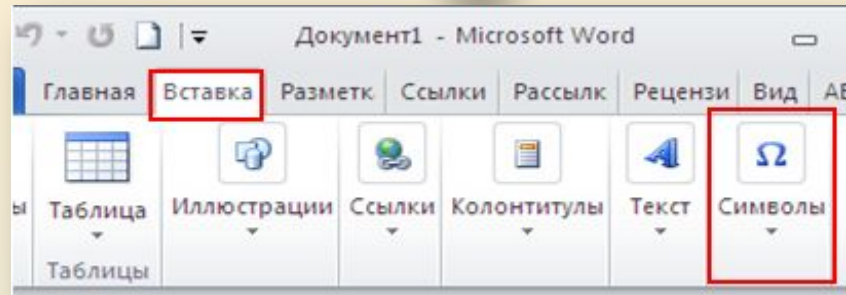 Документ1 - Microsoft Word
Главная Вставка Разметк Ссылки Рассылк Рецензи Вид
Таблица Иллюстрации Ссылки Колонтитулы Текст Символы
Таблицы